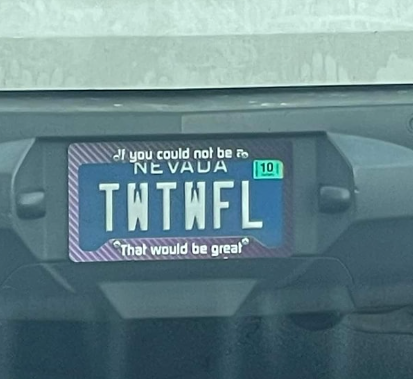 If you could not be a
NEVADA
10
TWTWFL
"That would be great"